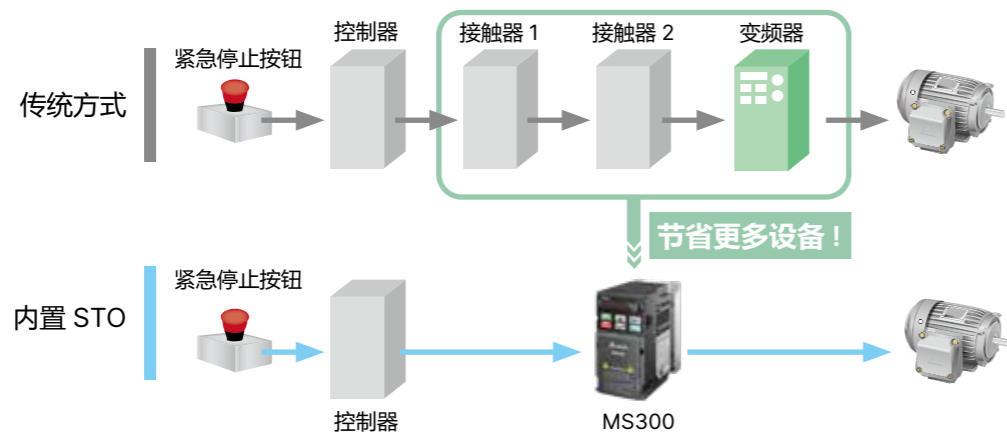 控制器
接触器 1
接触器 2
变频器
紧急停止按钮
传统方式
节省更多设备！
紧急停止按钮
内置 STO
控制器
MS300